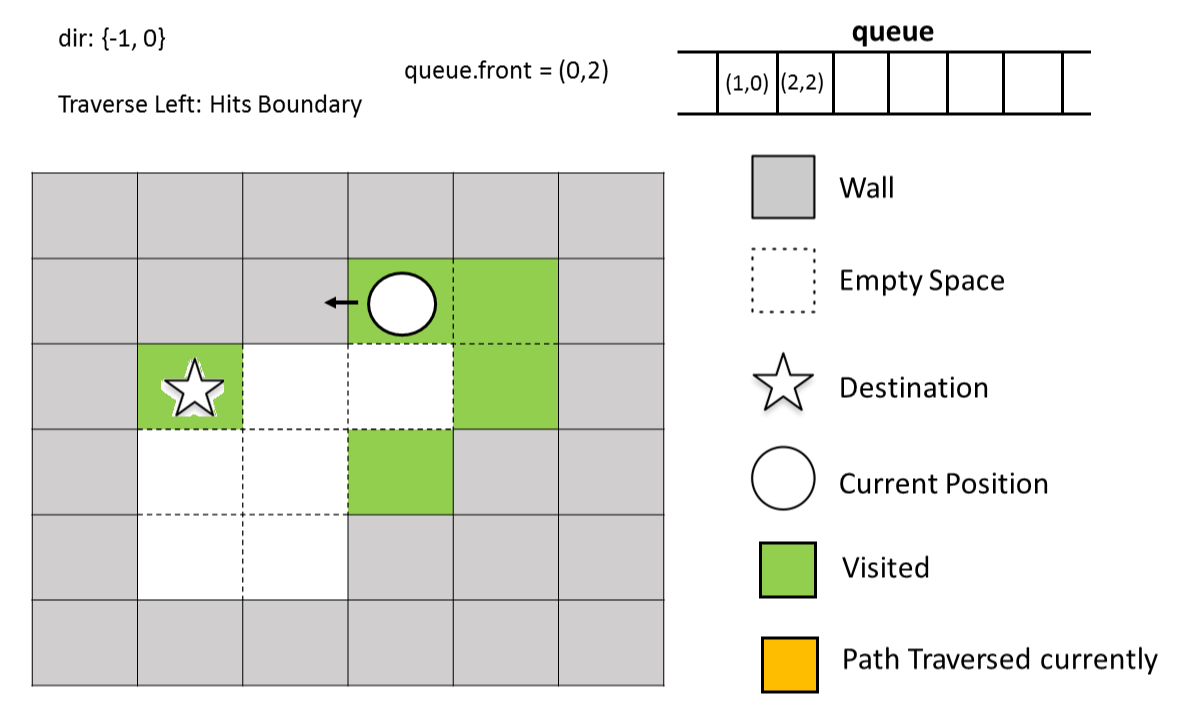 dir: {-1, 0}
queue.front = (0,2)
Traverse Left: Hits Boundary
queue
(1,0) (2,2)
Wall
Empty Space
Destination
Current Position
Visited
Path Traversed currently